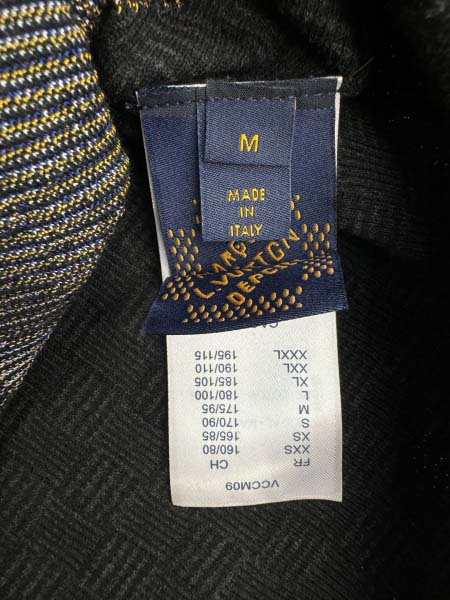 M
MADE
IN
ITALY
L VUITTON
VCCM09
FR CH
XXS 160/80
XS 165/85
S 170/90
M 175/95
L 180/100
XL 185/105
XXL 190/110
XXXL 195/115